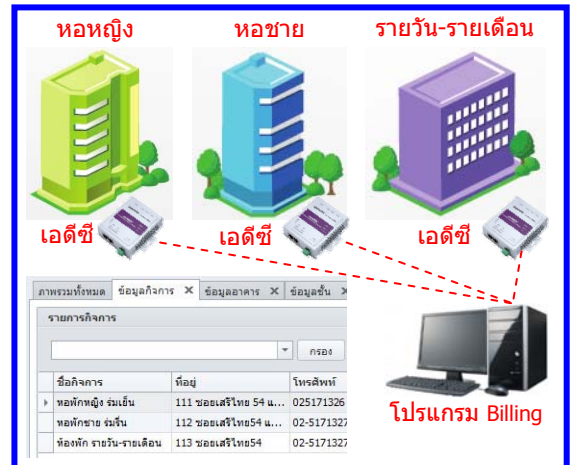 หอหญิง หอชาย รายวัน-รายเดือน
เอดีซี เอดีซี เอดีซี
ภาพรวมทั้งหมด ข้อมูลกิจการ X ข้อมูลอาคาร X ข้อมูลชั้น X
รายการกิจการ
กรอง
ชื่อกิจการ ที่อยู่ โทรศัพท์
หอพักหญิง ร่มเย็น 111 ซอยเสรีไทย 54 แ... 025171326
หอพักชาย ร่มรื่น 112 ซอยเสรีไทย54 แ... 02-5171327
ห้องพัก รายวัน-รายเดือน 113 ซอยเสรีไทย54 02-5171327
โปรแกรม Billing